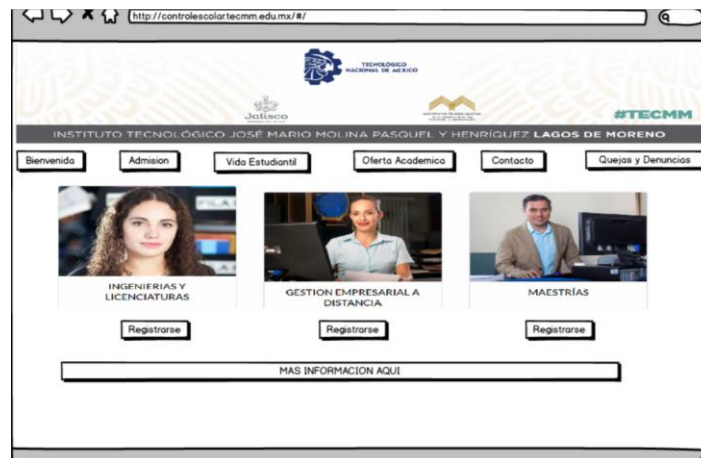 http://controlescolar.tecmm.edu.mx/#/
TECNOLÓGICO
NACIONAL DE MÉXICO
Jalisco
#TECMM
INSTITUTO TECNOLÓGICO JOSÉ MARIO MOLINA PASQUEL Y HENRÍQUEZ LAGOS DE MORENO
Bienvenida
Admision
Vida Estudiantil
Oferta Academica
Contacto
Quejas y Denuncias
INGENIERIAS Y
LICENCIATURAS
GESTION EMPRESARIAL A
DISTANCIA
MAESTRÍAS
Registrarse
Registrarse
Registrarse
MAS INFORMACION AQUI